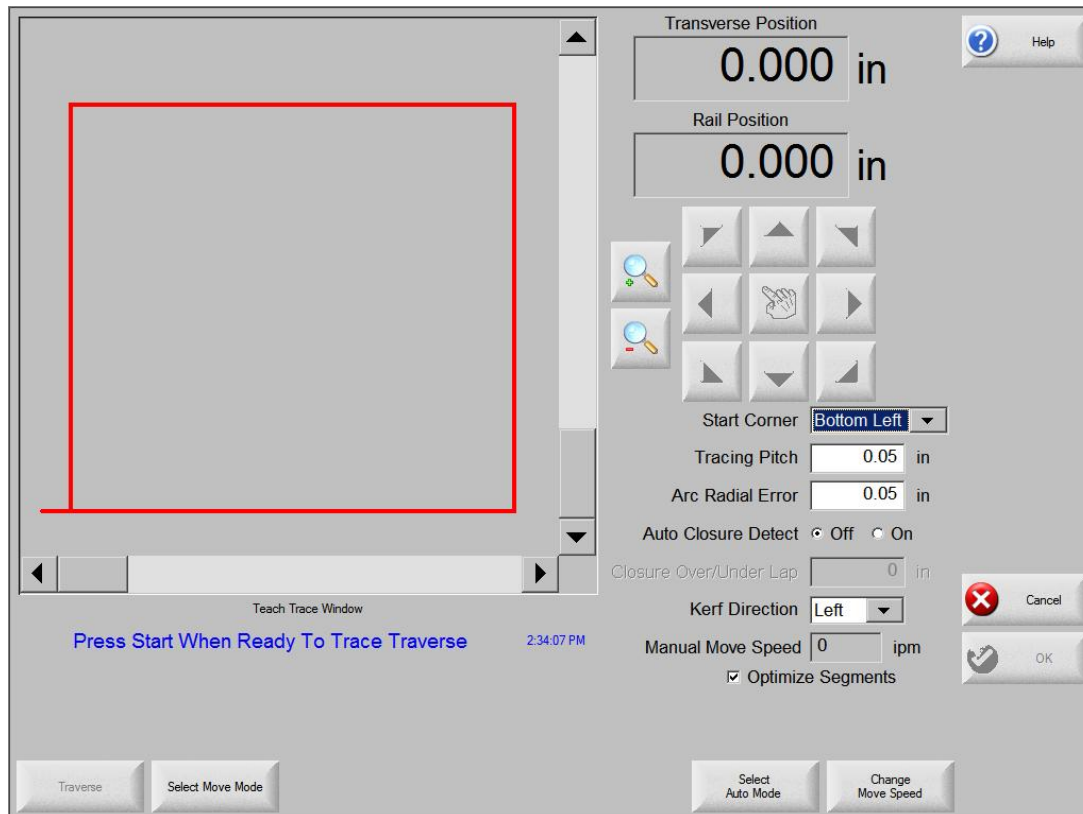 Transverse Position
0.000 in
Help
Rail Position
0.000 in
Start Corner Bottom Left
Tracing Pitch 0.05 in
Arc Radial Error 0.05 in
Auto Closure Detect Off On
Closure Over/Under Lap 0 in
Teach Trace Window
Kerf Direction Left
Cancel
Press Start When Ready To Trace Traverse 2:34:07 PM
Manual Move Speed 0 ipm
OK
Optimize Segments
Traverse
Select Move Mode
Select
Auto Mode
Change
Move Speed